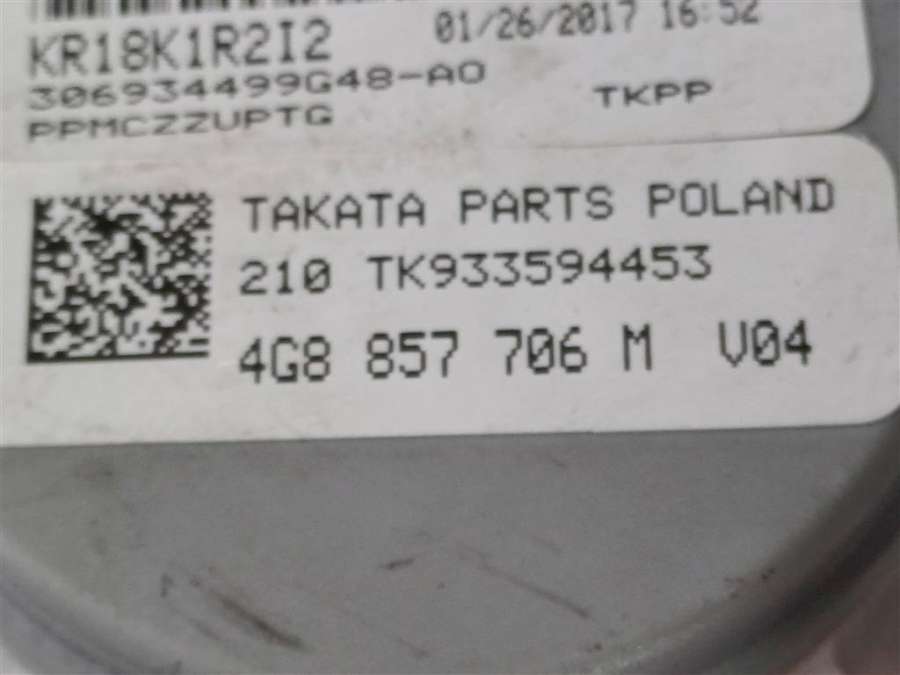 KR18K1R2I2 01/26/2017 16:52
306934499G48-A0 TKPP
PPMCZZUPTG
TAKATA PARTS POLAND
210 TK933594453
4G8 857 706 M V04